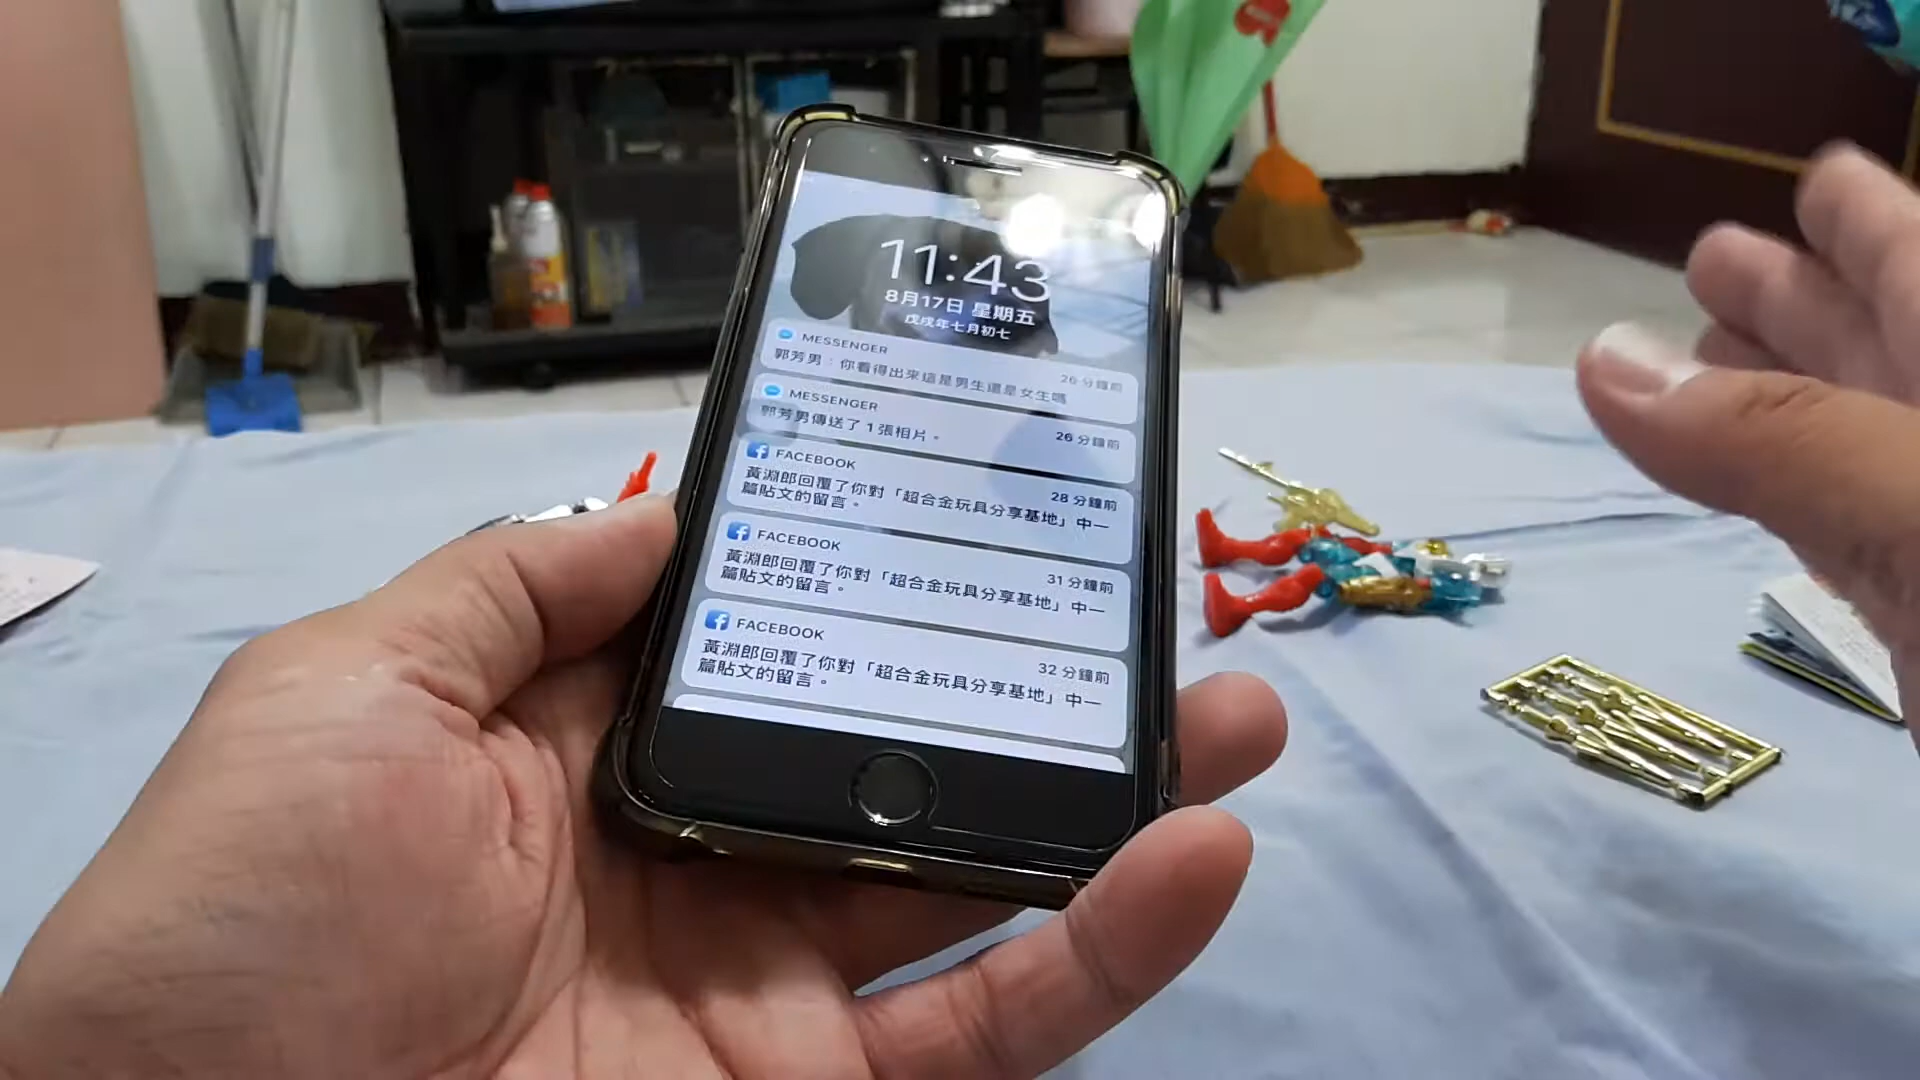 11:43
8月17日 星期五
戊戌年七月初七
MESSENGER
26 分鐘前
郭芳男：你看得出來這是男生還是女生嗎
MESSENGER
26 分鐘前
郭芳男傳送了 1 張相片。
FACEBOOK
28 分鐘前
黃淵郎回覆了你對「超合金玩具分享基地」中一
篇貼文的留言。
FACEBOOK
31 分鐘前
黃淵郎回覆了你對「超合金玩具分享基地」中一
篇貼文的留言。
FACEBOOK
32 分鐘前
黃淵郎回覆了你對「超合金玩具分享基地」中一
篇貼文的留言。